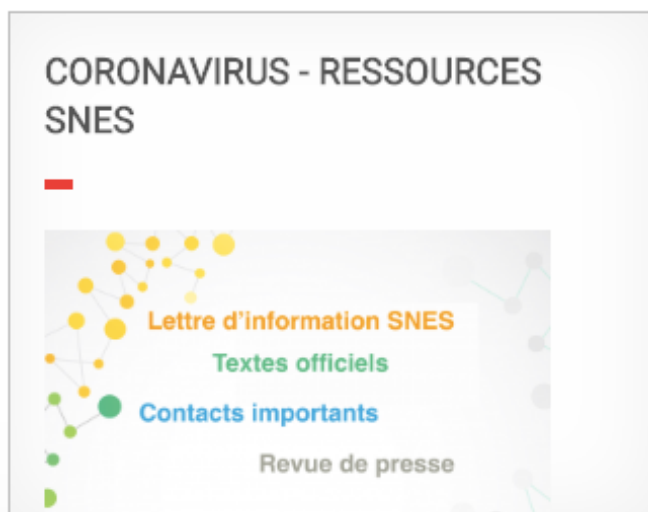 CORONAVIRUS - RESSOURCES
SNES
Lettre d'information SNES
Textes officiels
Contacts importants
Revue de presse